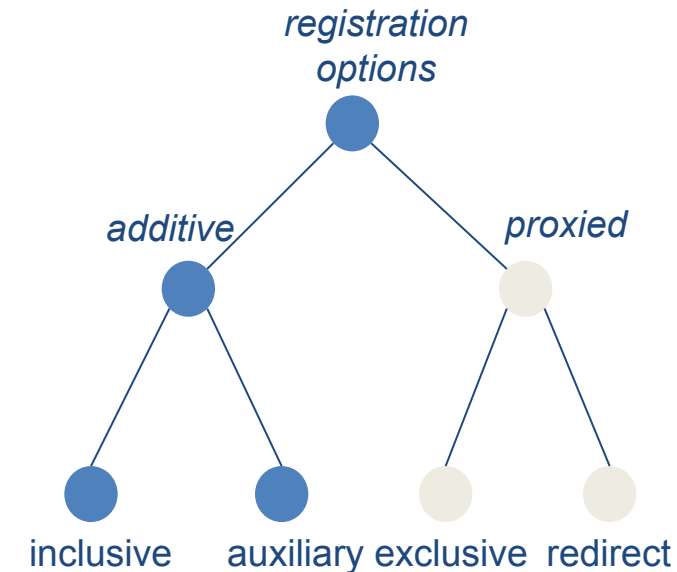 registration
options
additive
proxied
inclusive
auxiliary
exclusive
redirect